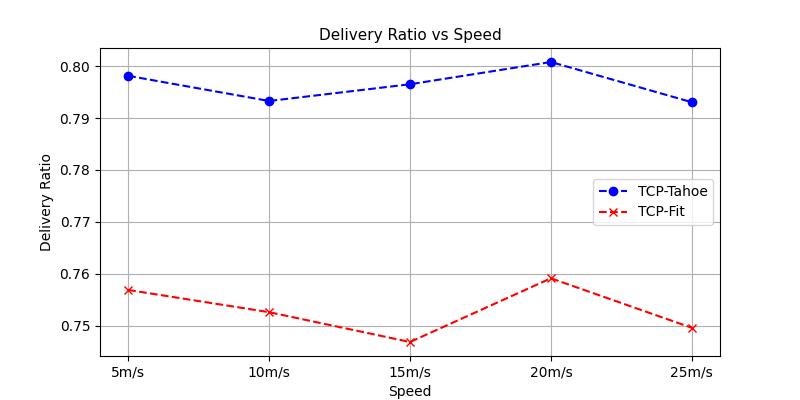 Delivery Ratio vs Speed
Delivery Ratio
0.80
0.79
0.78
0.77
0.76
0.75
TCP-Tahoe
TCP-Fit
5m/s 10m/s 15m/s 20m/s 25m/s
Speed